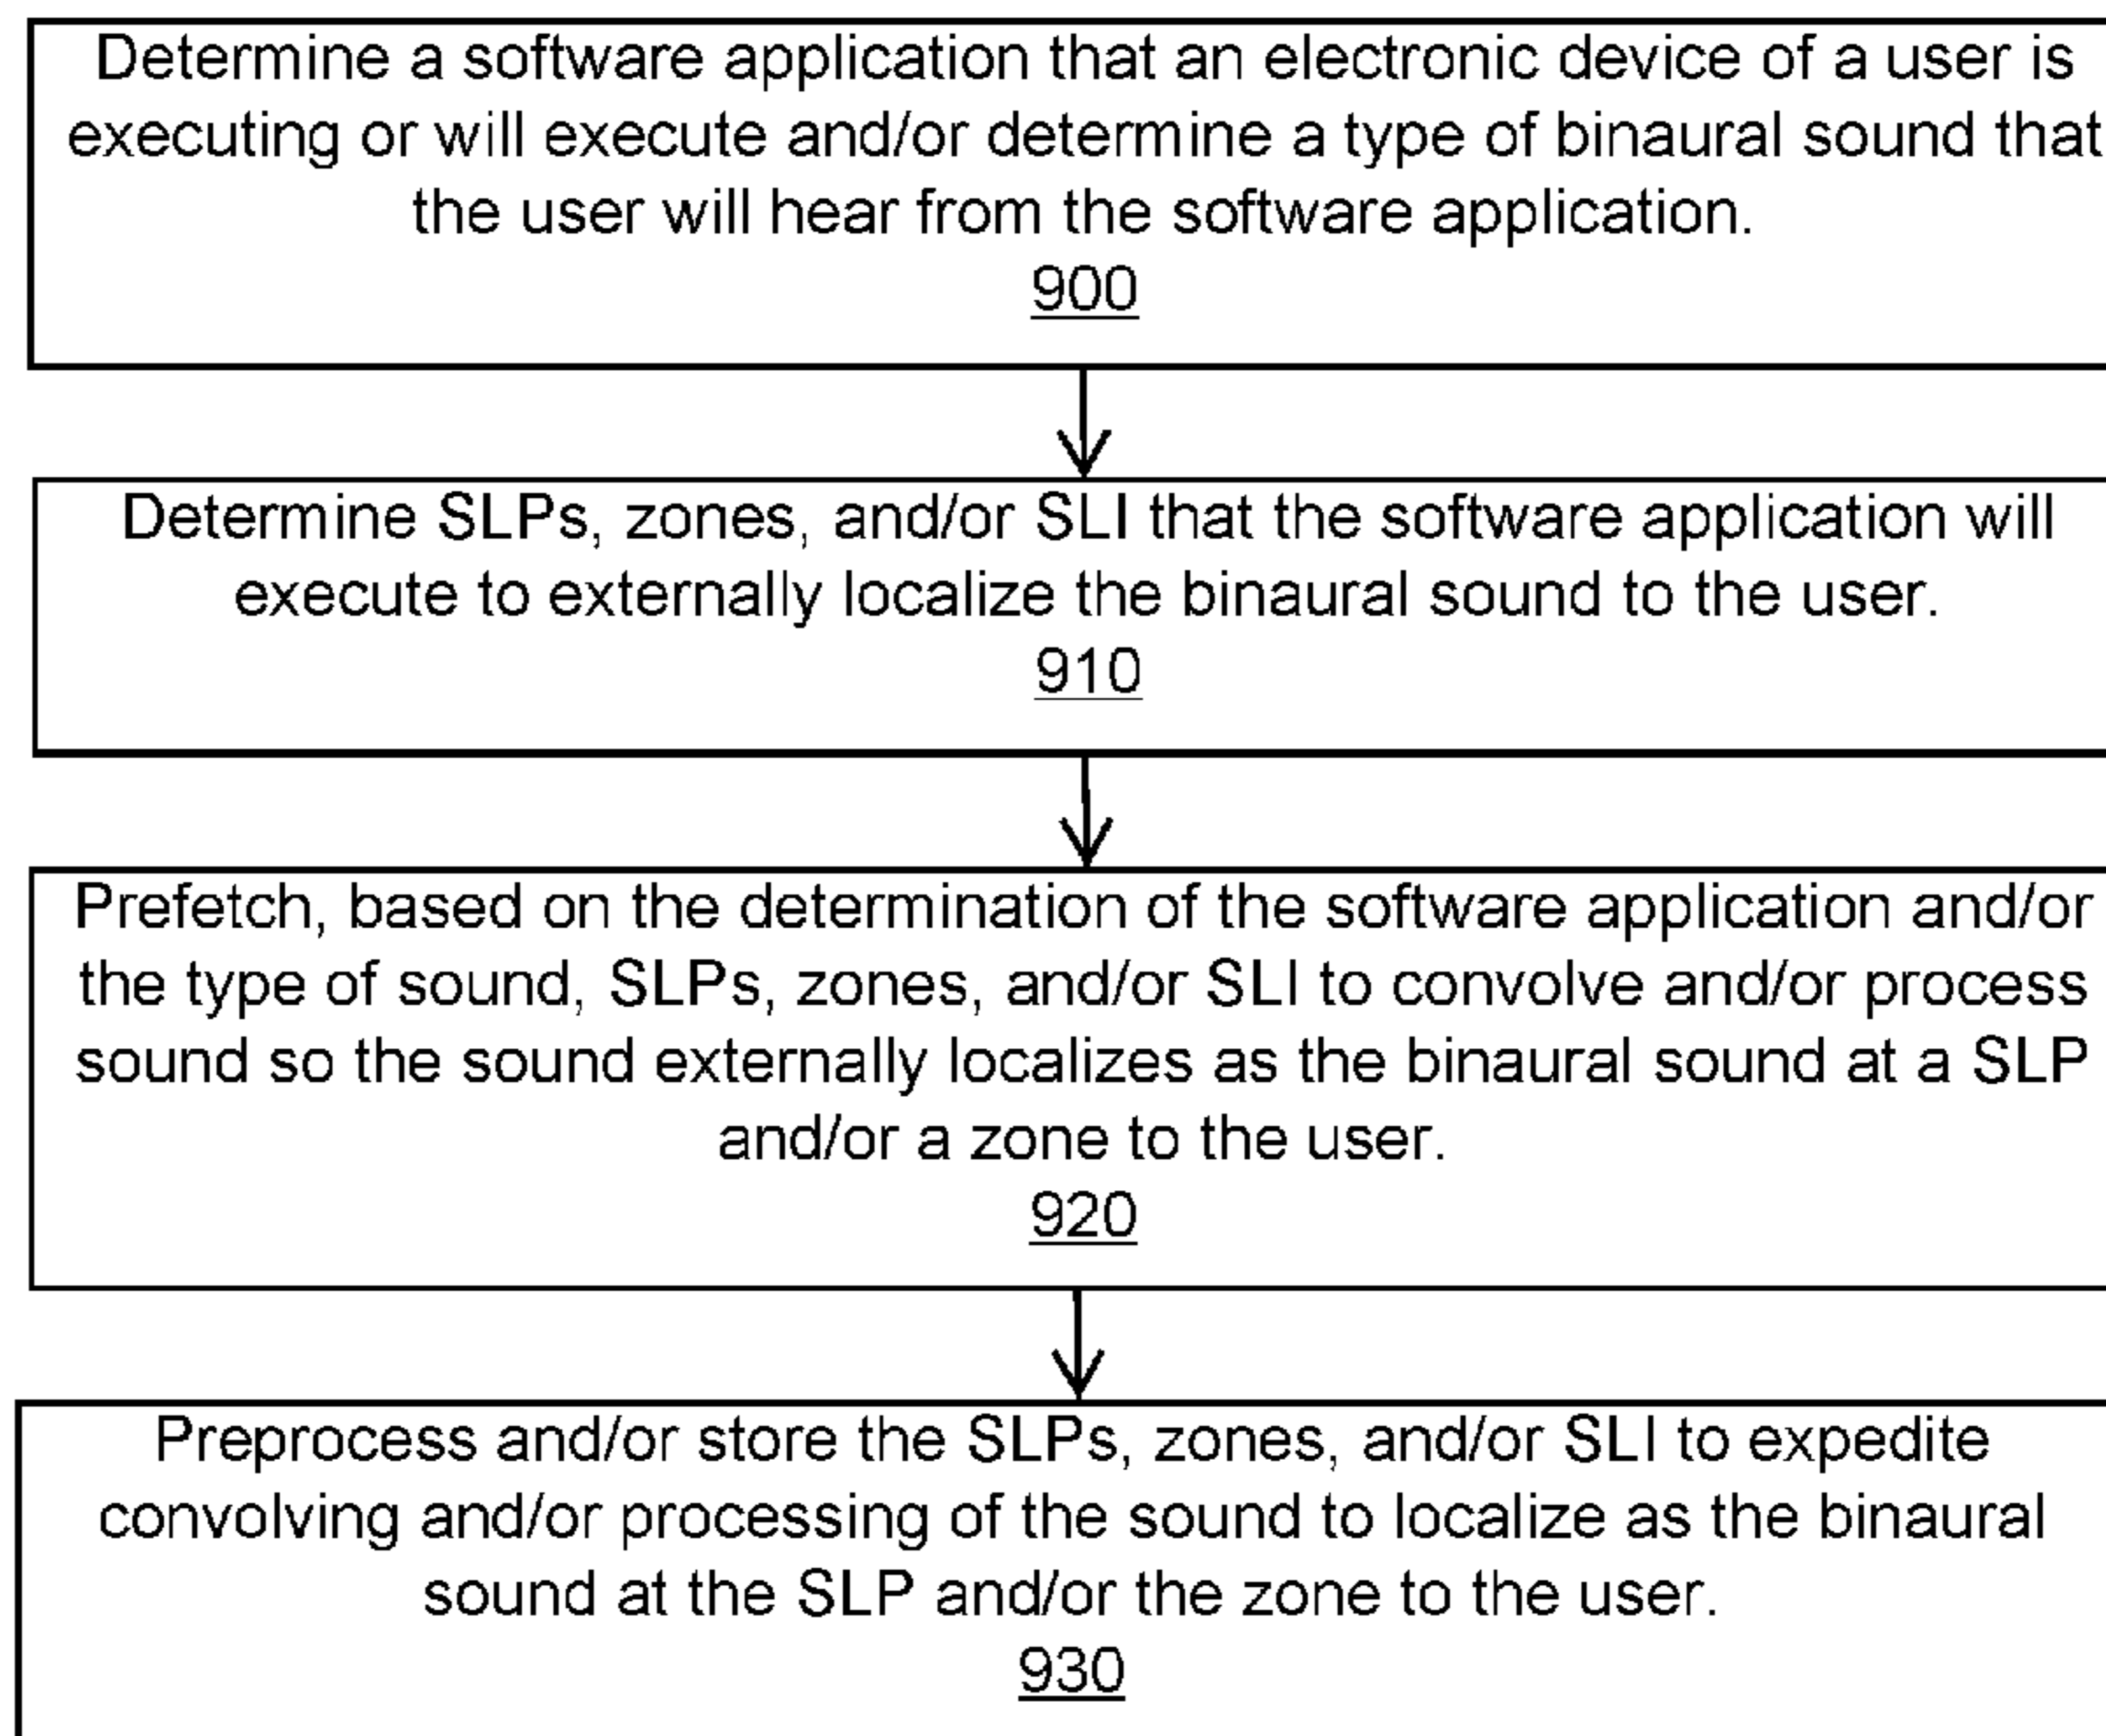 Determine a software application that an electronic device of a user is
executing or will execute and/or determine a type of binaural sound that
the user will hear from the software application.
900
Determine SLPs, zones, and/or SLI that the software application will
execute to externally localize the binaural sound to the user.
910
Prefetch, based on the determination of the software application and/or
the type of sound, SLPs, zones, and/or SLI to convolve and/or process
sound so the sound externally localizes as the binaural sound at a SLP
and/or a zone to the user.
920
Preprocess and/or store the SLPs, zones, and/or SLI to expedite
convolving and/or processing of the sound to localize as the binaural
sound at the SLP and/or the zone to the user.
930